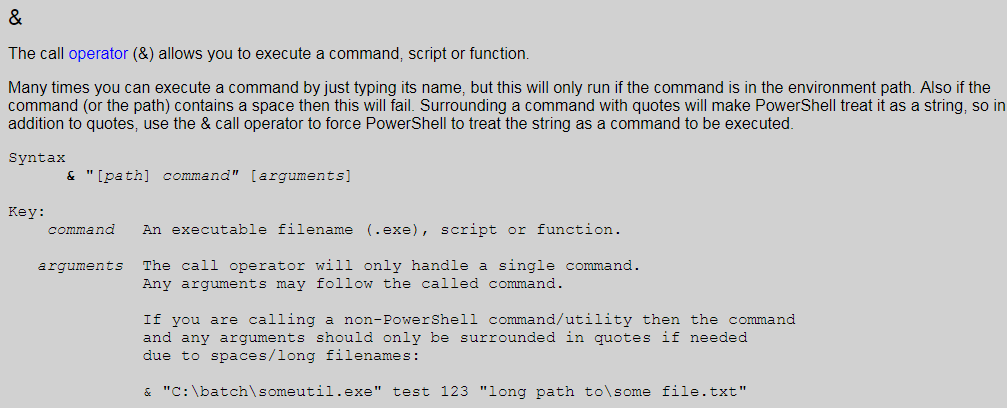 &
The call operator (&) allows you to execute a command, script or function.
Many times you can execute a command by just typing its name, but this will only run if the command is in the environment path. Also if the
command (or the path) contains a space then this will fail. Surrounding a command with quotes will make PowerShell treat it as a string, so in
addition to quotes, use the & call operator to force PowerShell to treat the string as a command to be executed.
Syntax
& "[path] command" [arguments]
Key:
command An executable filename (.exe), script or function.
arguments The call operator will only handle a single command.
Any arguments may follow the called command.
If you are calling a non-PowerShell command/utility then the command
and any arguments should only be surrounded in quotes if needed
due to spaces/long filenames:
& "C:\batch\someutil.exe" test 123 "long path to\some file.txt"